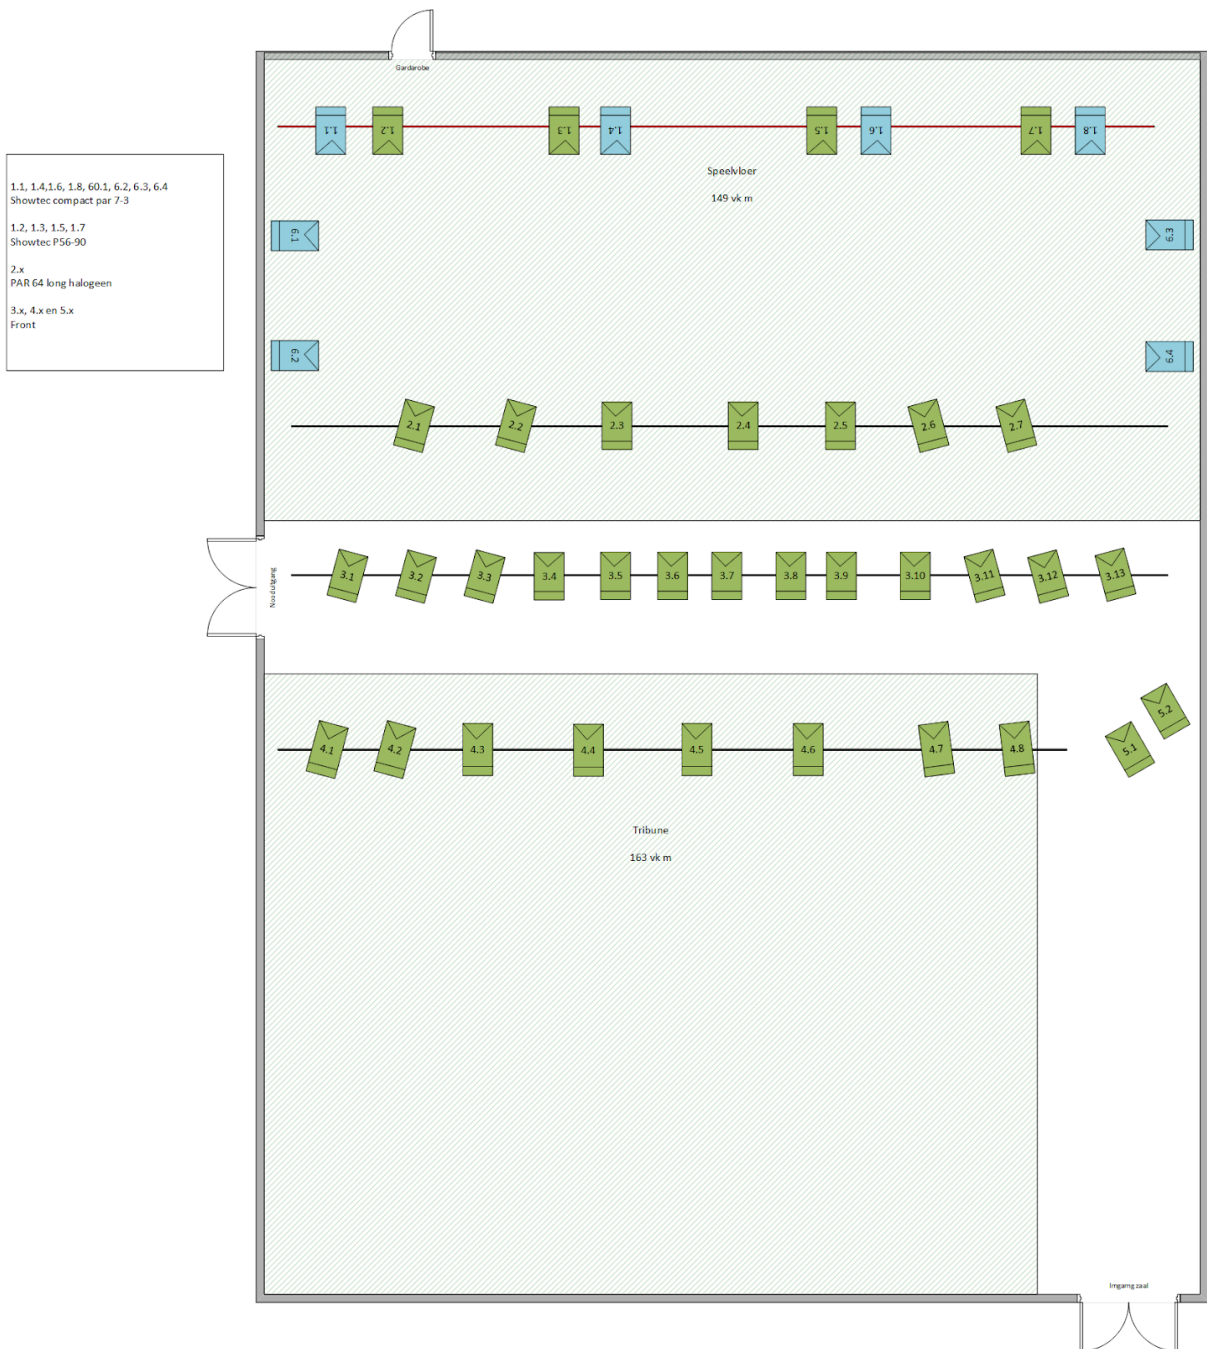 Gardarobe
1.1
1.2
1.3
1.4
1.5
1.6
1.7
1.8
Speelvloer
149 vk m
1.1, 1.4,1.6, 1.8, 60.1, 6.2, 6.3, 6.4
Showtec compact par 7-3
1.2, 1.3, 1.5, 1.7
Showtec P56-90
2.x
PAR 64 long halogeen
3.x, 4.x en 5.x
Front
6.1
6.3
6.2
6.4
2.1
2.2
2.3
2.4
2.5
2.6
2.7
Nooduitgang
3.1
3.2
3.3
3.4
3.5
3.6
3.7
3.8
3.9
3.10
3.11
3.12
3.13
4.1
4.2
4.3
4.4
4.5
4.6
4.7
4.8
5.1
5.2
Tribune
163 vk m
Imgamg zaal